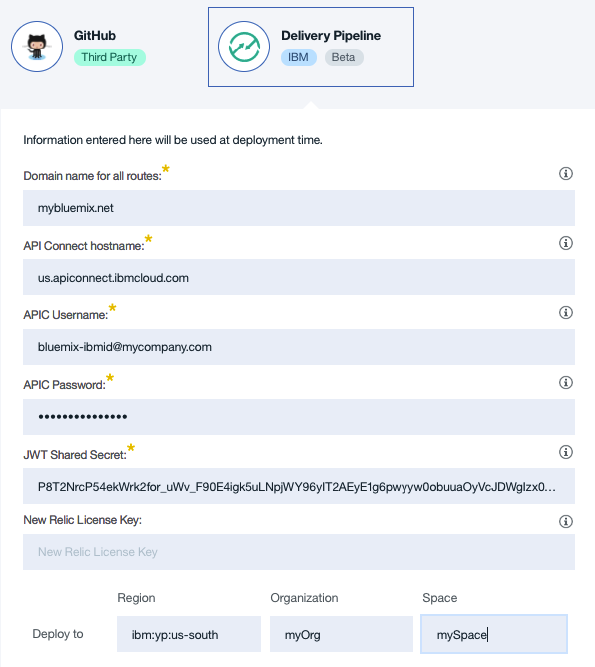 GitHub
Third Party
Delivery Pipeline
IBM Beta
Information entered here will be used at deployment time.
Domain name for all routes:*
mybluemix.net
API Connect hostname:*
us.apiconnect.ibmcloud.com
APIC Username:*
bluemix-ibmid@mycompany.com
APIC Password:*
•••••••••••••••
JWT Shared Secret:*
P8T2NrcP54ekWrk2for_uWv_F90E4igk5uLNpjWY96yIT2AEyE1g6pwyyw0obuuaOyVcJDWgIzx0...
New Relic License Key:
New Relic License Key
Region Organization Space
Deploy to ibm:yp:us-south myOrg mySpace